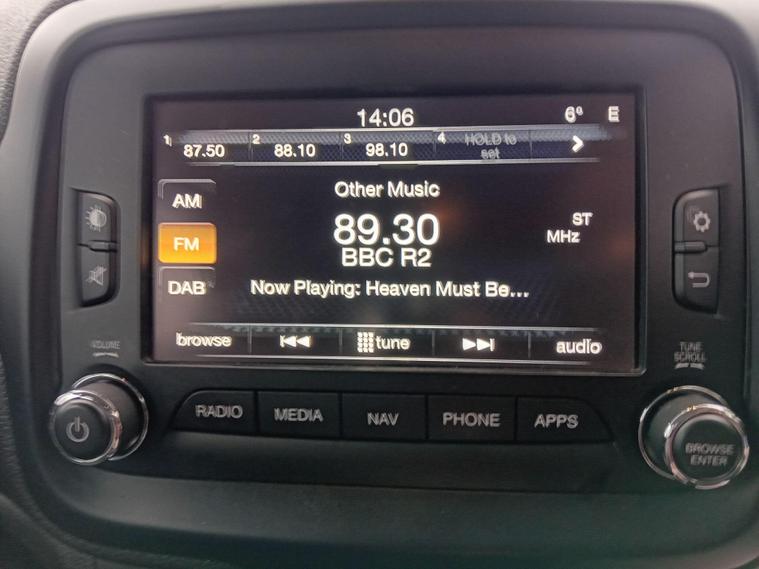 14:06 6° E
1 87.50 2 88.10 3 98.10 4 HOLD to set >
Other Music
AM
89.30
ST
MHz
FM
BBC R2
DAB
Now Playing: Heaven Must Be...
browse tune audio
VOLUME
TUNE
SCROLL
RADIO MEDIA NAV PHONE APPS
BROWSE
ENTER